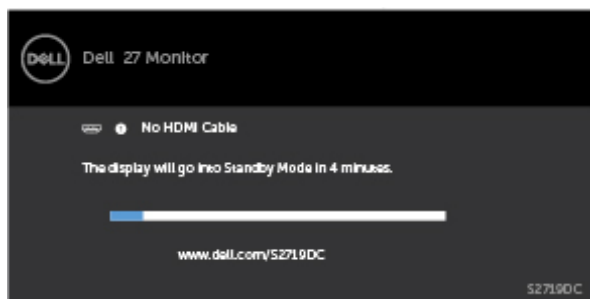 DELL
Dell 27 Monitor
No HDMI Cable
The display will go into Standby Mode in 4 minutes.
www.dell.com/S2719DC
S2719DC